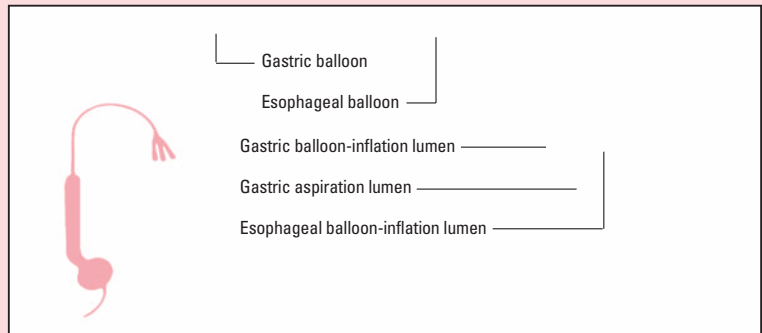 Gastric balloon
Esophageal balloon
Gastric balloon-inflation lumen
Gastric aspiration lumen
Esophageal balloon-inflation lumen